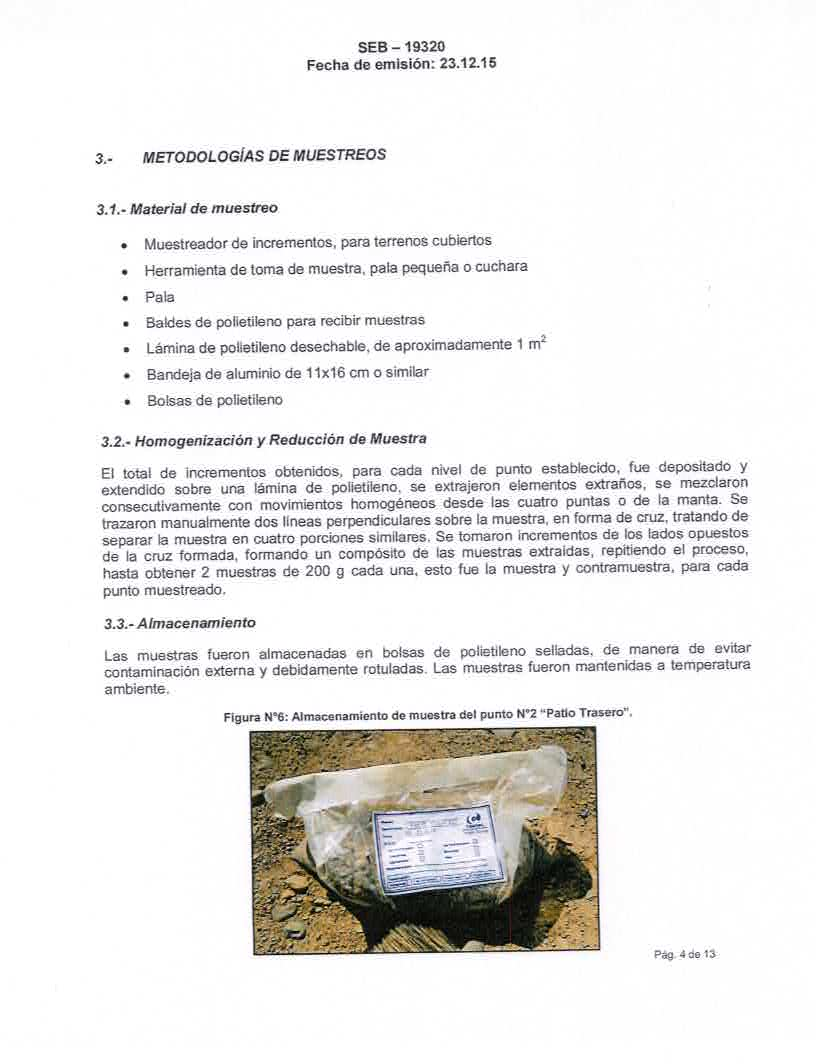 SEB – 19320
Fecha de emisión: 23.12.15
3.- METODOLOGÍAS DE MUESTREOS
3.1.- Material de muestreo
• Muestreador de incrementos, para terrenos cubiertos
• Herramienta de toma de muestra, pala pequeña o cuchara
• Pala
• Baldes de polietileno para recibir muestras
• Lámina de polietileno desechable, de aproximadamente 1 m²
• Bandeja de aluminio de 11x16 cm o similar
• Bolsas de polietileno
3.2.- Homogenización y Reducción de Muestra
El total de incrementos obtenidos, para cada nivel de punto establecido, fue depositado y
extendido sobre una lámina de polietileno, se extrajeron elementos extraños, se mezclaron
consecutivamente con movimientos homogéneos desde las cuatro puntas o de la manta. Se
trazaron manualmente dos líneas perpendiculares sobre la muestra, en forma de cruz, tratando de
separar la muestra en cuatro porciones similares. Se tomaron incrementos de los lados opuestos
de la cruz formada, formando un compósito de las muestras extraídas, repitiendo el proceso,
hasta obtener 2 muestras de 200 g cada una, esto fue la muestra y contramuestra, para cada
punto muestreado.
3.3.- Almacenamiento
Las muestras fueron almacenadas en bolsas de polietileno selladas, de manera de evitar
contaminación externa y debidamente rotuladas. Las muestras fueron mantenidas a temperatura
ambiente.
Figura N°6: Almacenamiento de muestra del punto N°2 “Patio Trasero”.
Pág. 4 de 13